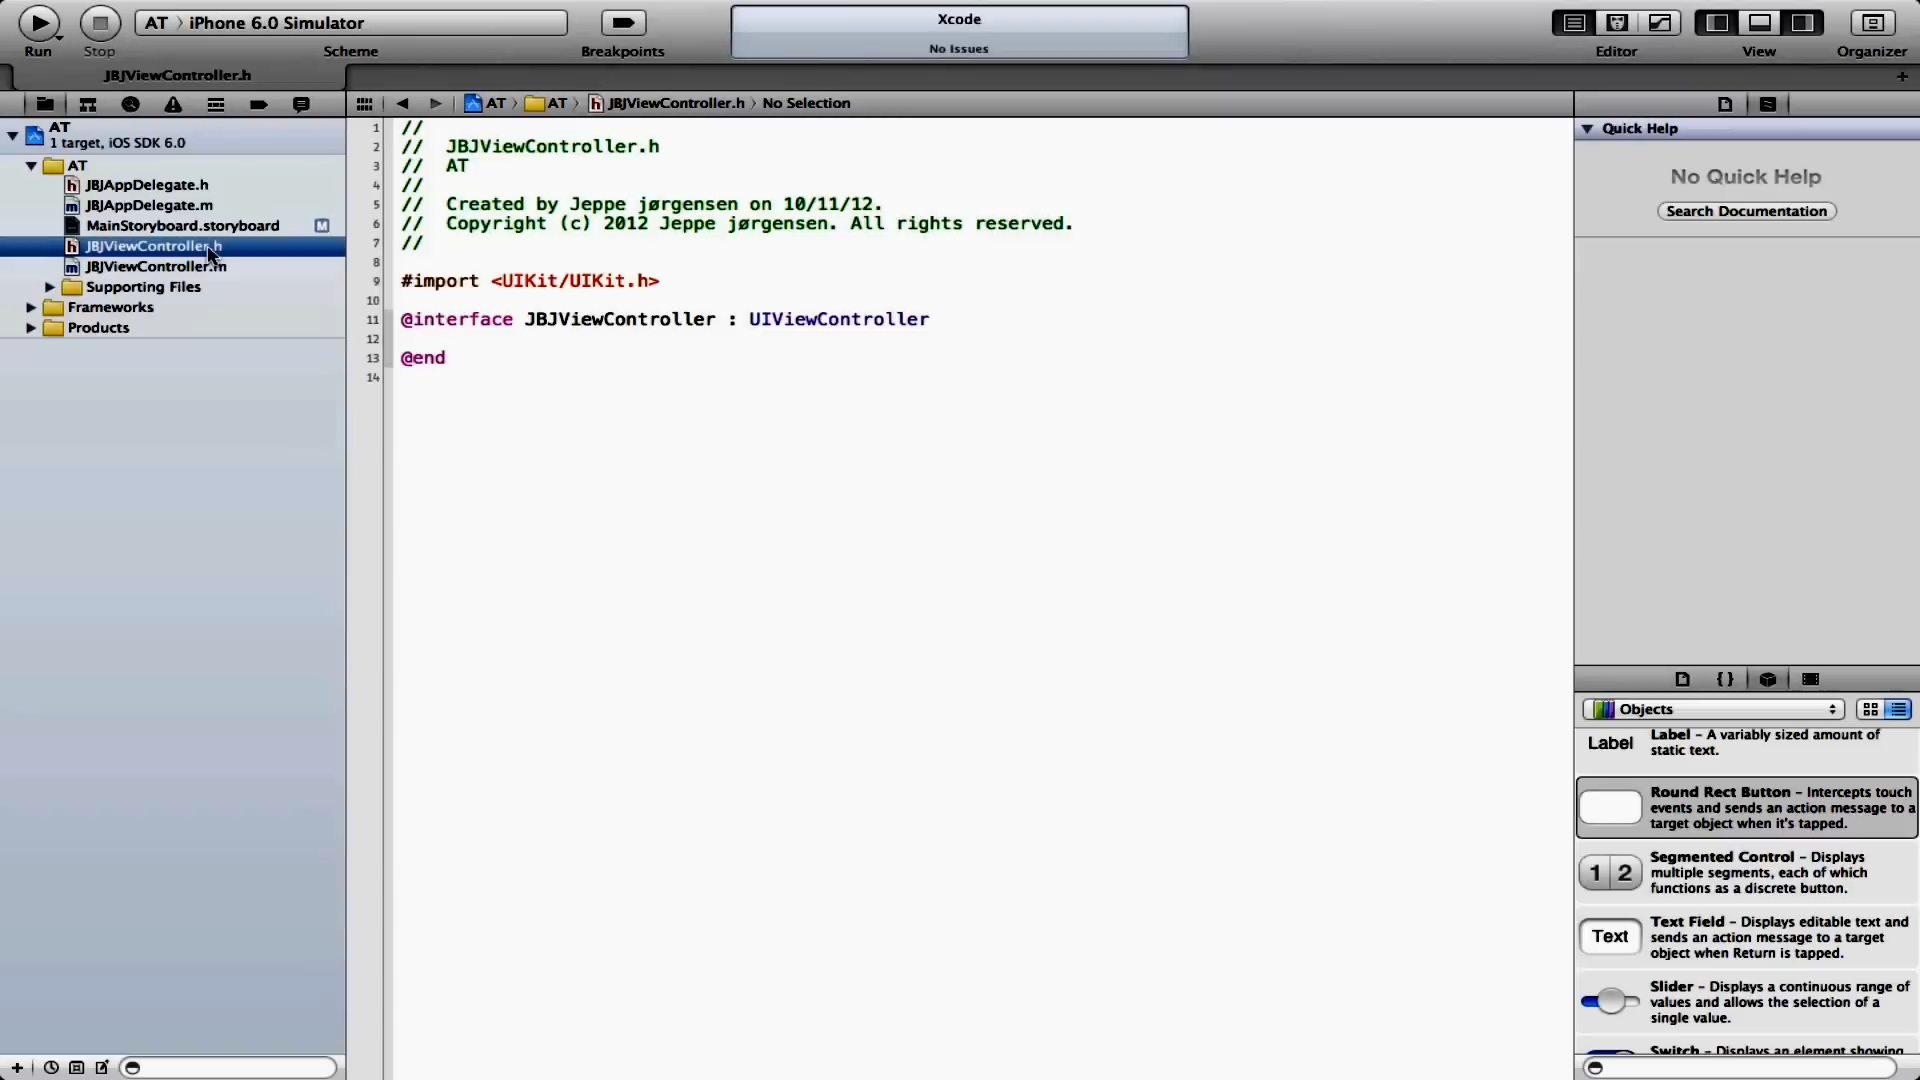 AT 〉 iPhone 6.0 Simulator
Xcode
No Issues
Run
Stop
Scheme
Breakpoints
Editor
View
Organizer
JBJViewController.h
AT 〉 AT 〉 JBJViewController.h 〉 No Selection
AT
1 target, iOS SDK 6.0
AT
JBJAppDelegate.h
JBJAppDelegate.m
MainStoryboard.storyboard
M
JBJViewController.h
JBJViewController.m
Supporting Files
Frameworks
Products
1 //
2 // JBJViewController.h
3 // AT
4 //
5 // Created by Jeppe jørgensen on 10/11/12.
6 // Copyright (c) 2012 Jeppe jørgensen. All rights reserved.
7 //
8
9 #import <UIKit/UIKit.h>
10
11 @interface JBJViewController : UIViewController
12
13 @end
14
Quick Help
No Quick Help
Search Documentation
{ }
Objects
Label
Label – A variably sized amount of
static text.
Round Rect Button – Intercepts touch
events and sends an action message to a
target object when it's tapped.
1 2
Segmented Control – Displays
multiple segments, each of which
functions as a discrete button.
Text
Text Field – Displays editable text and
sends an action message to a target
object when Return is tapped.
Slider – Displays a continuous range of
values and allows the selection of a
single value.
Switch – Displays an element showing